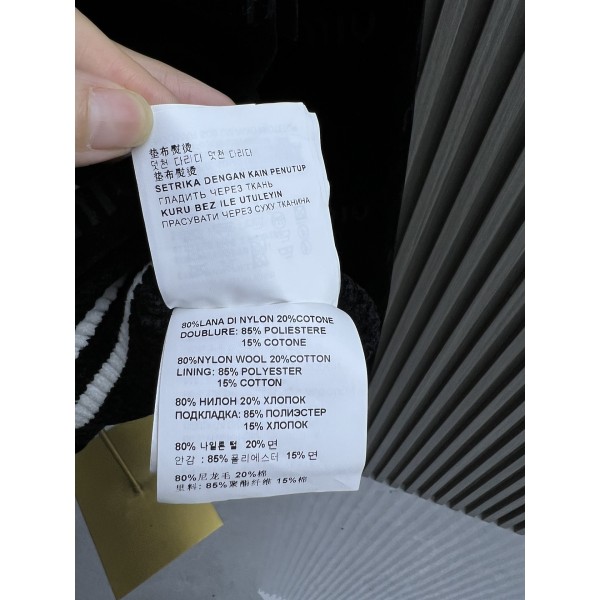 垫布熨烫
덧천 다리다 덧천 다리다
垫布熨烫
SETRIKA DENGAN KAIN PENUTUP
ГЛАДИТЬ ЧЕРЕЗ ТКАНЬ
KURU BEZ ILE UTULEYIN
ПРАСУВАТИ ЧЕРЕЗ СУХУ ТКАНИНА
80%LANA DI NYLON 20%COTONE
DOUBLURE: 85% POLIESTERE
15% COTONE
80%NYLON WOOL 20%COTTON
LINING: 85% POLYESTER
15% COTTON
80% НИЛОН 20% ХЛОПОК
ПОДКЛАДКА: 85% ПОЛИЭСТЕР
15% ХЛОПОК
80% 나일론 털 20% 면
안감 : 85% 폴리에스터 15% 면
80%尼龙毛 20%棉
里料: 85%聚酯纤维 15%棉